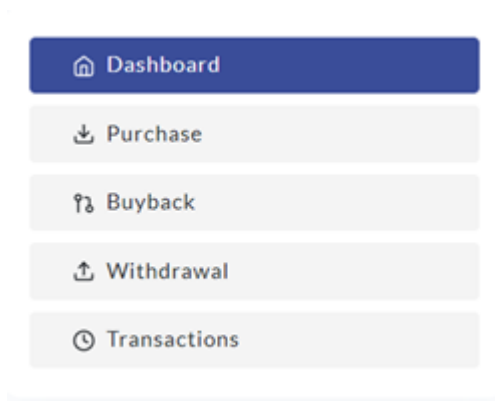 Dashboard
Purchase
Buyback
Withdrawal
Transactions